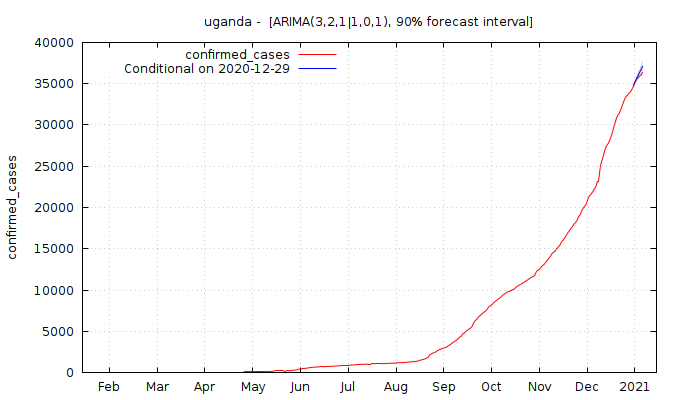 uganda - [ARIMA(3,2,1|1,0,1), 90% forecast interval]
confirmed_cases
Conditional on 2020-12-29
40000
35000
30000
25000
20000
15000
10000
5000
0
confirmed_cases
Feb Mar Apr May Jun Jul Aug Sep Oct Nov Dec 2021